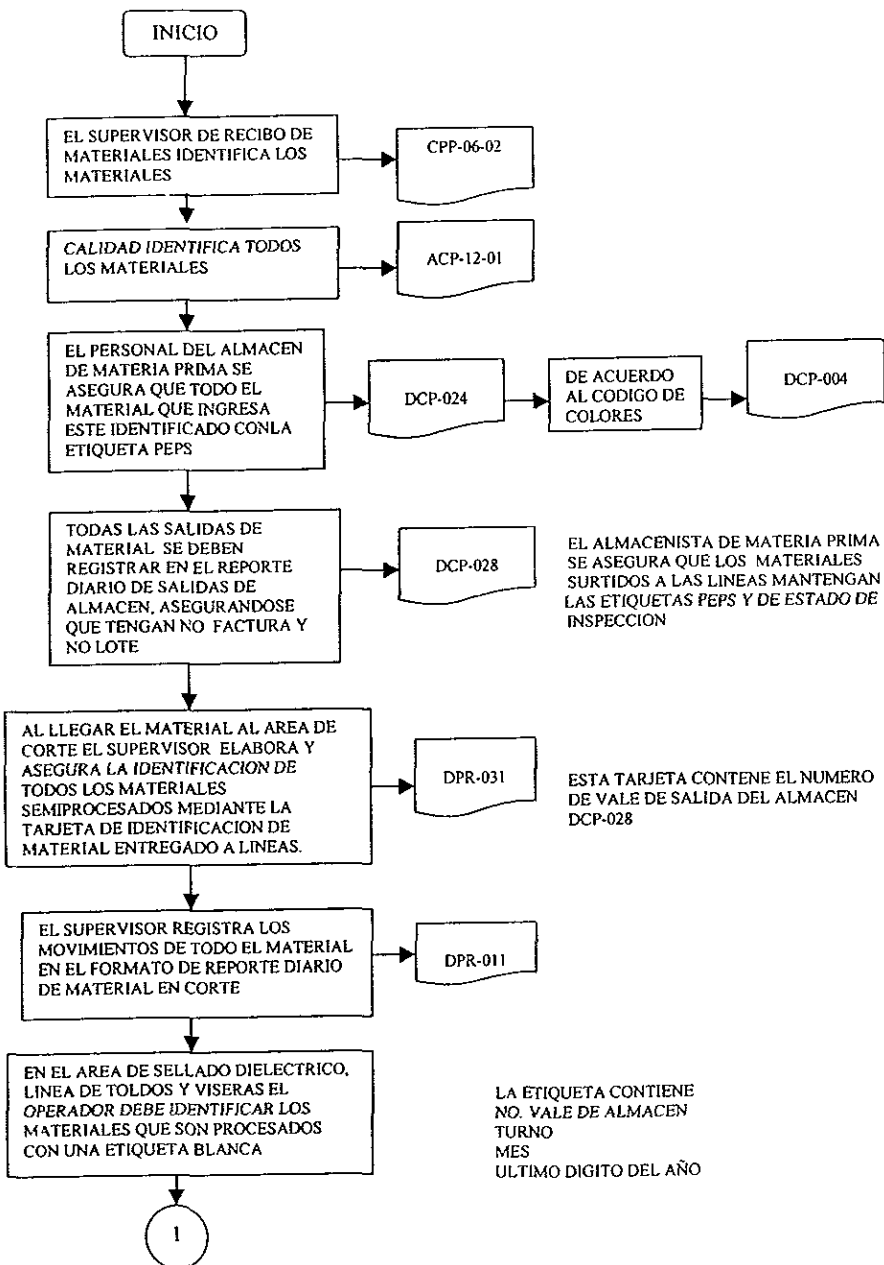 INICIO
EL SUPERVISOR DE RECIBO DE
MATERIALES IDENTIFICA LOS
MATERIALES
CPP-06-02
CALIDAD IDENTIFICA TODOS
LOS MATERIALES
ACP-12-01
EL PERSONAL DEL ALMACEN
DE MATERIA PRIMA SE
ASEGURA QUE TODO EL
MATERIAL QUE INGRESA
ESTE IDENTIFICADO CONLA
ETIQUETA PEPS
DCP-024
DE ACUERDO
AL CODIGO DE
COLORES
DCP-004
TODAS LAS SALIDAS DE
MATERIAL SE DEBEN
REGISTRAR EN EL REPORTE
DIARIO DE SALIDAS DE
ALMACEN, ASEGURANDOSE
QUE TENGAN NO FACTURA Y
NO LOTE
DCP-028
EL ALMACENISTA DE MATERIA PRIMA
SE ASEGURA QUE LOS MATERIALES
SURTIDOS A LAS LINEAS MANTENGAN
LAS ETIQUETAS PEPS Y DE ESTADO DE
INSPECCION
AL LLEGAR EL MATERIAL AL AREA DE
CORTE EL SUPERVISOR ELABORA Y
ASEGURA LA IDENTIFICACION DE
TODOS LOS MATERIALES
SEMIPROCESADOS MEDIANTE LA
TARJETA DE IDENTIFICACION DE
MATERIAL ENTREGADO A LINEAS.
DPR-031
ESTA TARJETA CONTENE EL NUMERO
DE VALE DE SALIDA DEL ALMACEN
DCP-028
EL SUPERVISOR REGISTRA LOS
MOVIMIENTOS DE TODO EL MATERIAL
EN EL FORMATO DE REPORTE DIARIO
DE MATERIAL EN CORTE
DPR-011
EN EL AREA DE SELLADO DIELECTRICO,
LINEA DE TOLDOS Y VISERAS EL
OPERADOR DEBE IDENTIFICAR LOS
MATERIALES QUE SON PROCESADOS
CON UNA ETIQUETA BLANCA
LA ETIQUETA CONTIENE
NO. VALE DE ALMACEN
TURNO
MES
ULTIMO DIGITO DEL AÑO
1